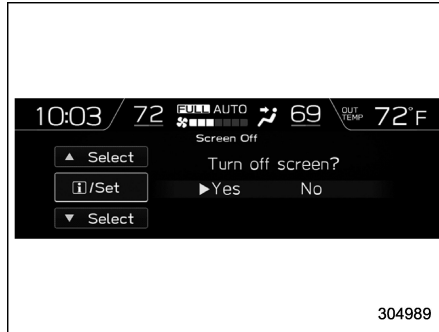 10:03 72 FULL AUTO 69 OUT TEMP 72°F
Screen Off
▲ Select
Turn off screen?
i/Set
▶Yes No
▼ Select
304989